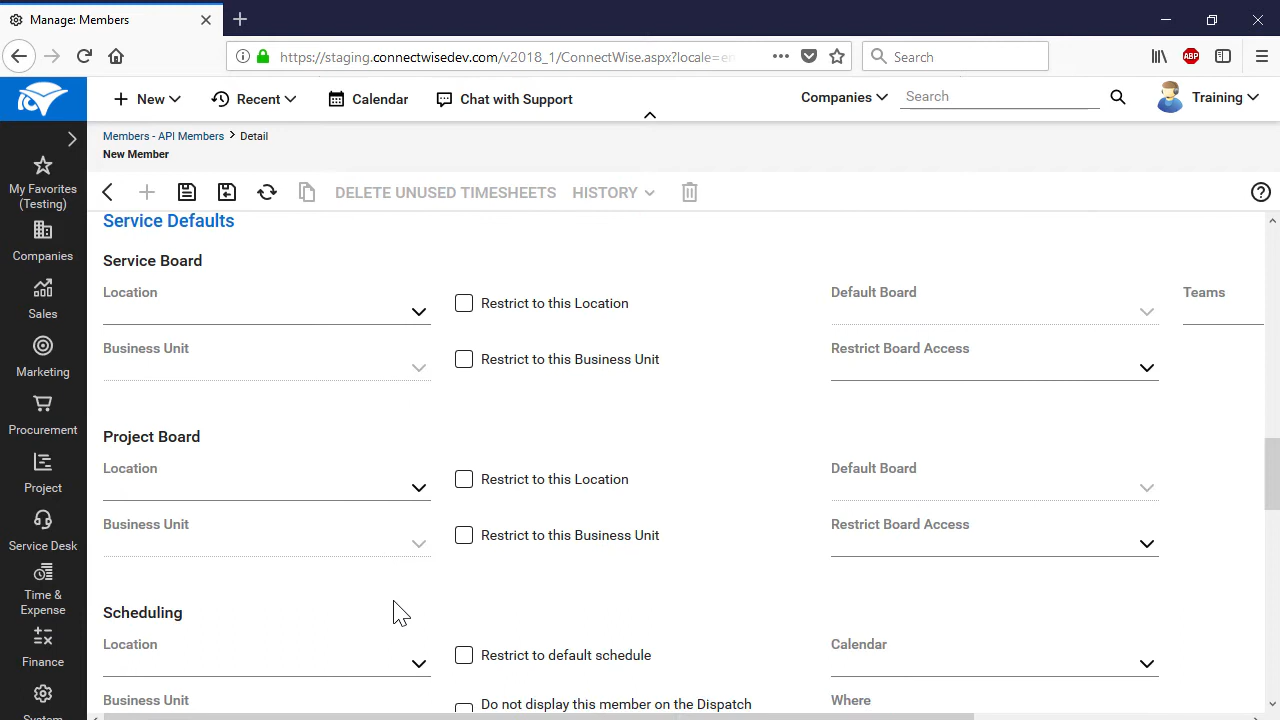 Manage: Members
https://staging.connectwisedev.com/v2018_1/ConnectWise.aspx?locale=en
Search
ABP
New
Recent
Calendar
Chat with Support
Companies
Search
Training
Members - API Members > Detail
New Member
DELETE UNUSED TIMESHEETS
HISTORY
My Favorites
(Testing)
Companies
Sales
Marketing
Procurement
Project
Service Desk
Time &
Expense
Finance
System
Service Defaults
Service Board
Location
Restrict to this Location
Default Board
Teams
Business Unit
Restrict to this Business Unit
Restrict Board Access
Project Board
Location
Restrict to this Location
Default Board
Business Unit
Restrict to this Business Unit
Restrict Board Access
Scheduling
Location
Restrict to default schedule
Calendar
Business Unit
Do not display this member on the Dispatch
Where